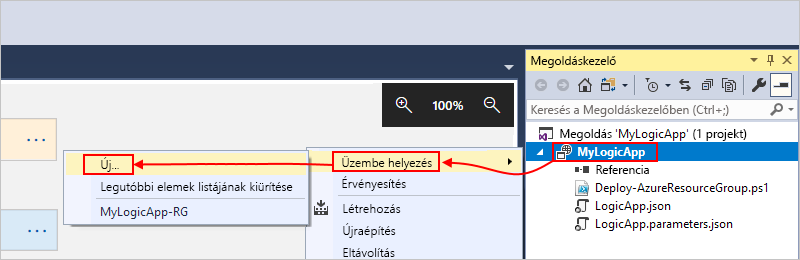 Megoldáskezelő
100%
Keresés a Megoldáskezelőben (Ctrl+;)
Megoldás 'MyLogicApp' (1 projekt)
MyLogicApp
Referencia
Deploy-AzureResourceGroup.ps1
LogicApp.json
LogicApp.parameters.json
Üzembe helyezés
Érvényesítés
Létrehozás
Újraépítés
Eltávolítás
Új...
Legutóbbi elemek listájának kiürítése
MyLogicApp-RG